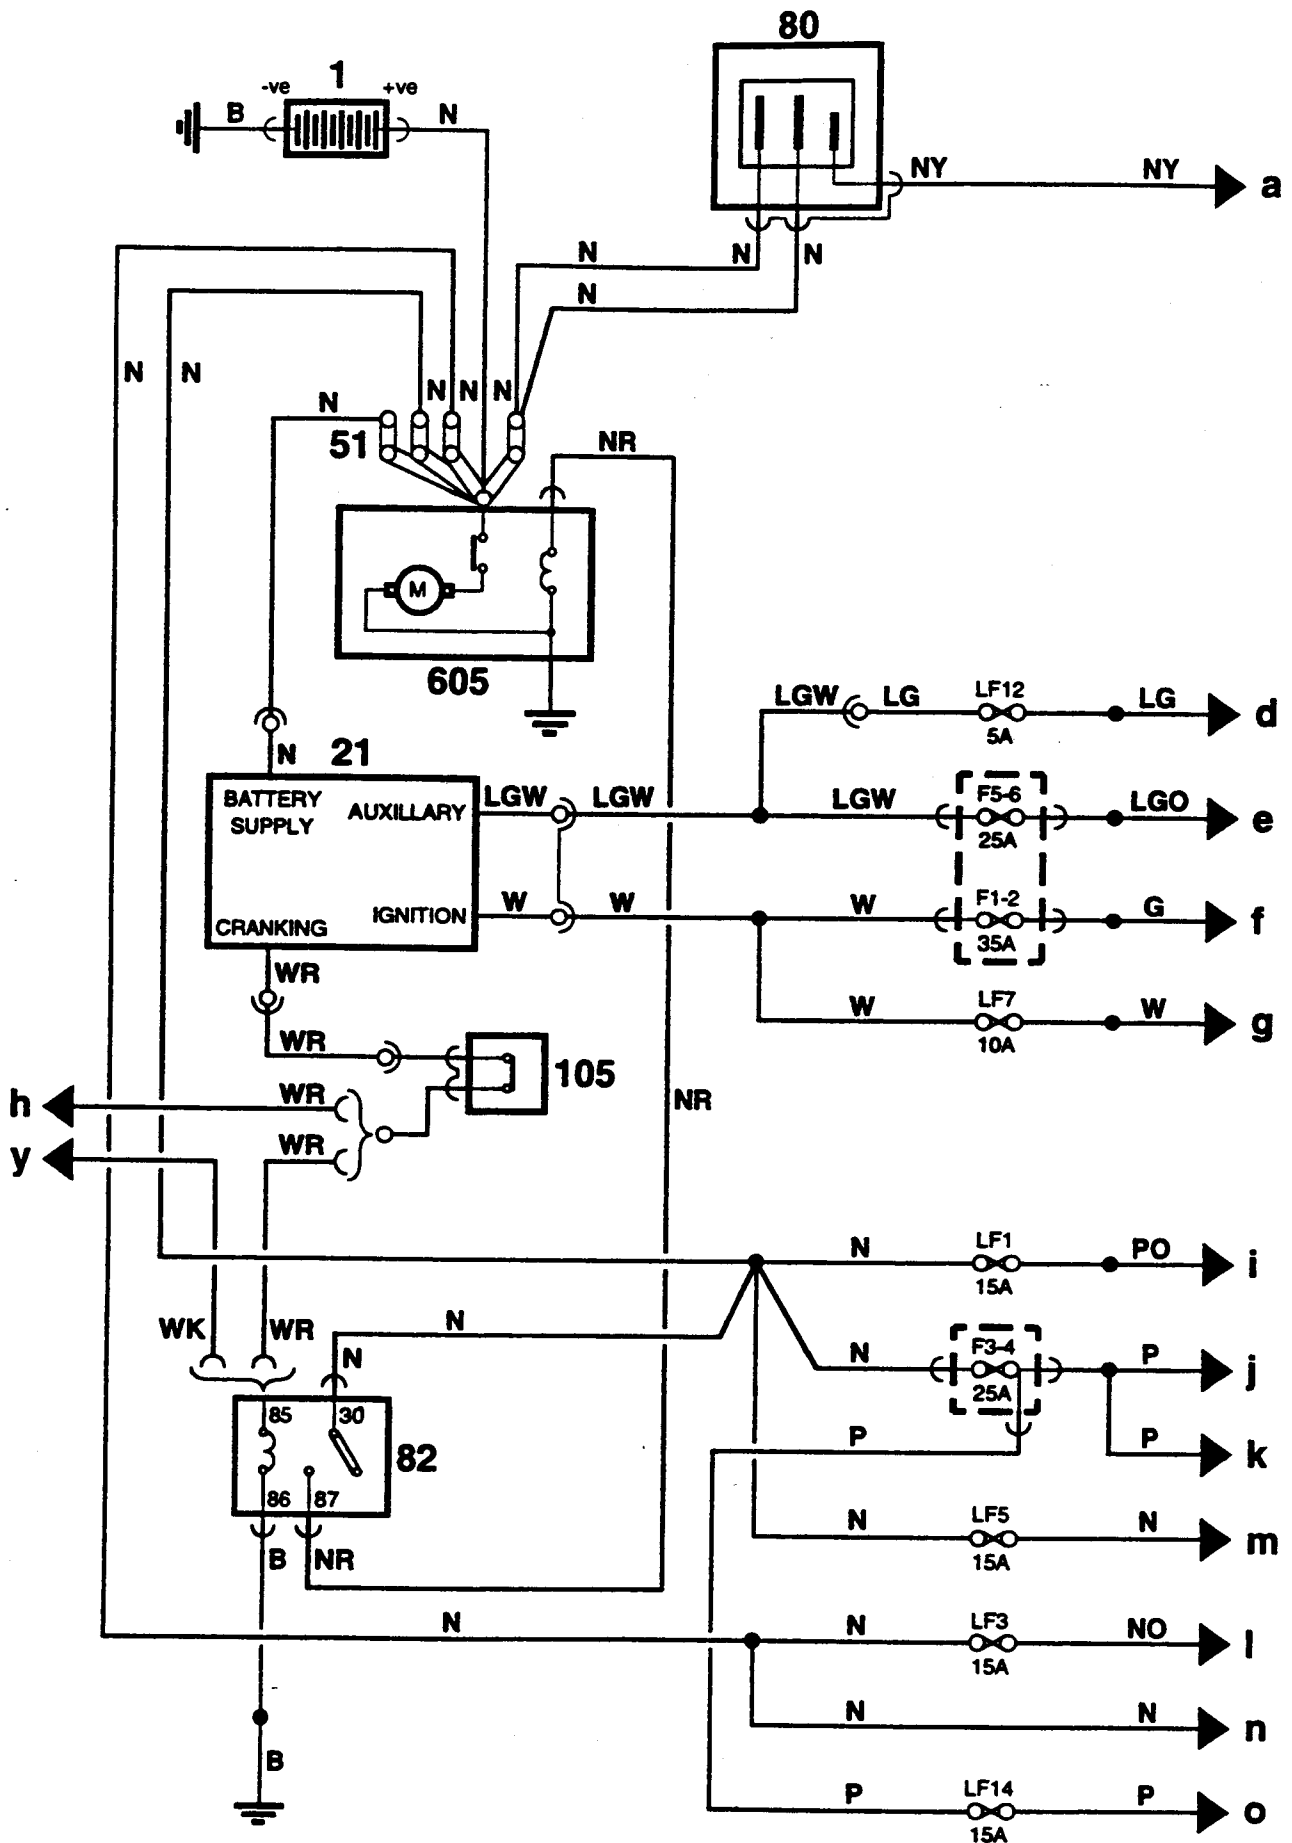 80
1
-ve
+ve
B
N
NY
NY
a
N
N
N
N
N
N
N
N
N
N
51
NR
M
605
LGW
LG
LF12
5A
LG
d
N
21
BATTERY
SUPPLY
AUXILLARY
LGW
LGW
LGW
F5-6
25A
LGO
e
CRANKING
IGNITION
W
W
W
F1-2
35A
G
f
WR
W
LF7
10A
W
g
WR
105
h
WR
NR
y
WR
N
LF1
15A
PO
i
WK
WR
N
N
N
F3-4
25A
P
j
85
30
82
P
P
k
86
87
N
LF5
15A
N
m
B
NR
N
N
LF3
15A
NO
l
N
N
n
B
P
LF14
15A
P
o